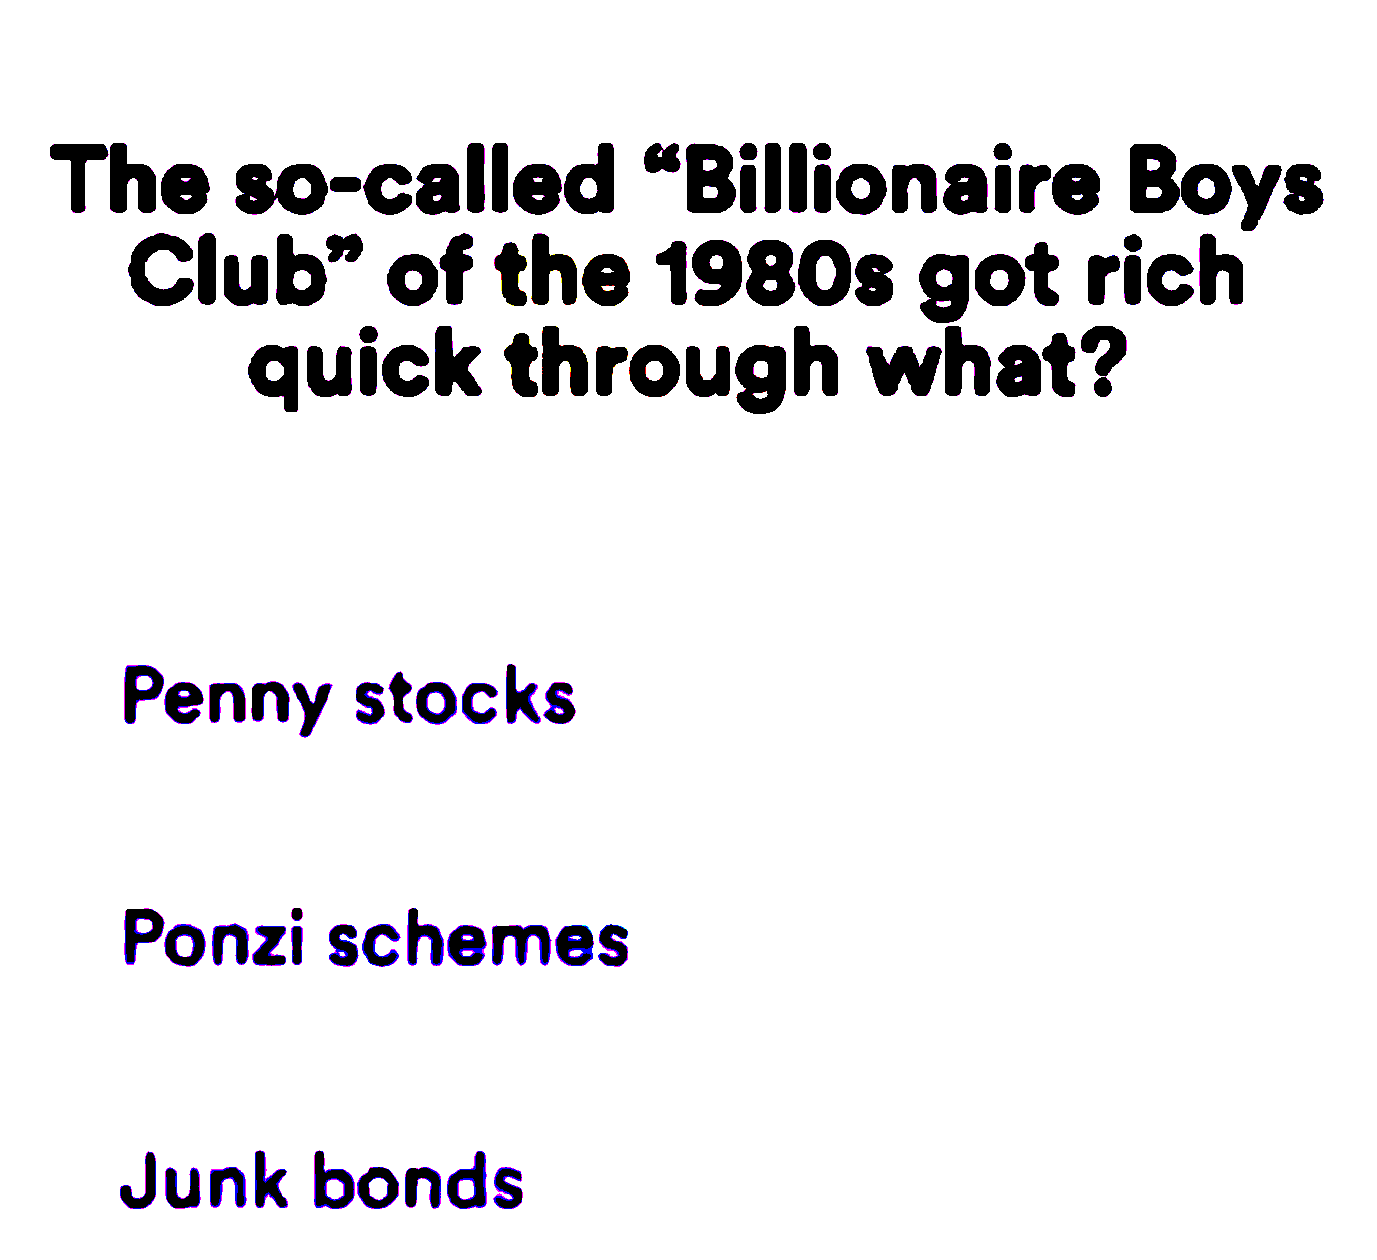 The so-called “Billionaire Boys
Club” of the 1980s got rich
quick through what?
Penny stocks
Ponzi schemes
Junk bonds